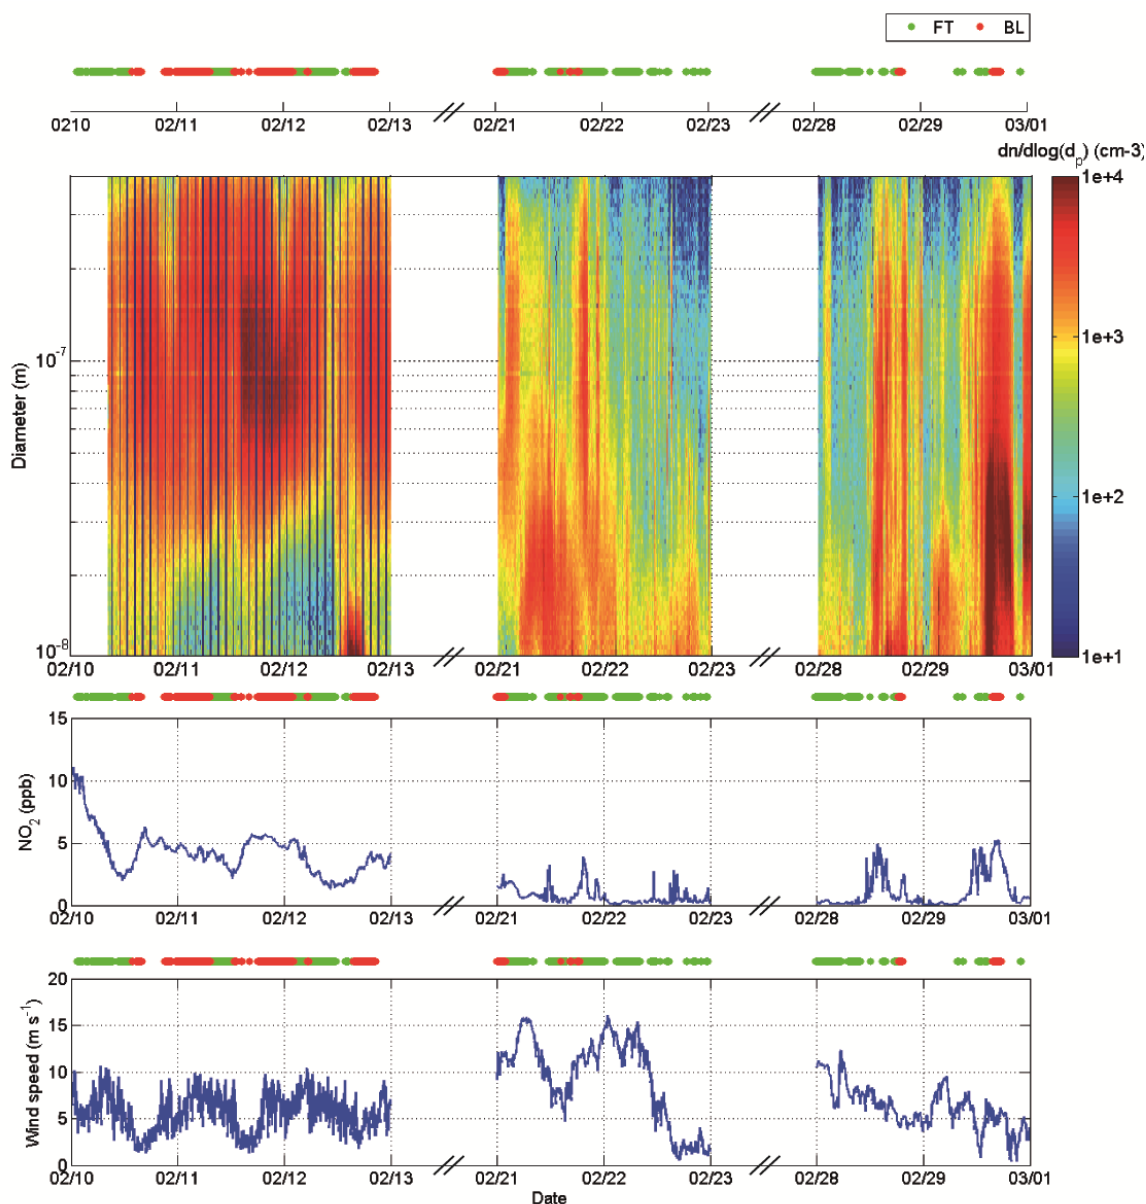 FT BL
0210 02/11 02/12 02/13 02/21 02/22 02/23 02/28 02/29 03/01
dn/dlog(d_p) (cm-3)
1e+4
1e+3
1e+2
1e+1
Diameter (m)
10^-7
10^-8
02/10 02/11 02/12 02/13 02/21 02/22 02/23 02/28 02/29 03/01
NO_2 (ppb)
15
10
5
0
02/10 02/11 02/12 02/13 02/21 02/22 02/23 02/28 02/29 03/01
Wind speed (m s^-1)
20
15
10
5
0
02/10 02/11 02/12 02/13 02/21 02/22 02/23 02/28 02/29 03/01
Date